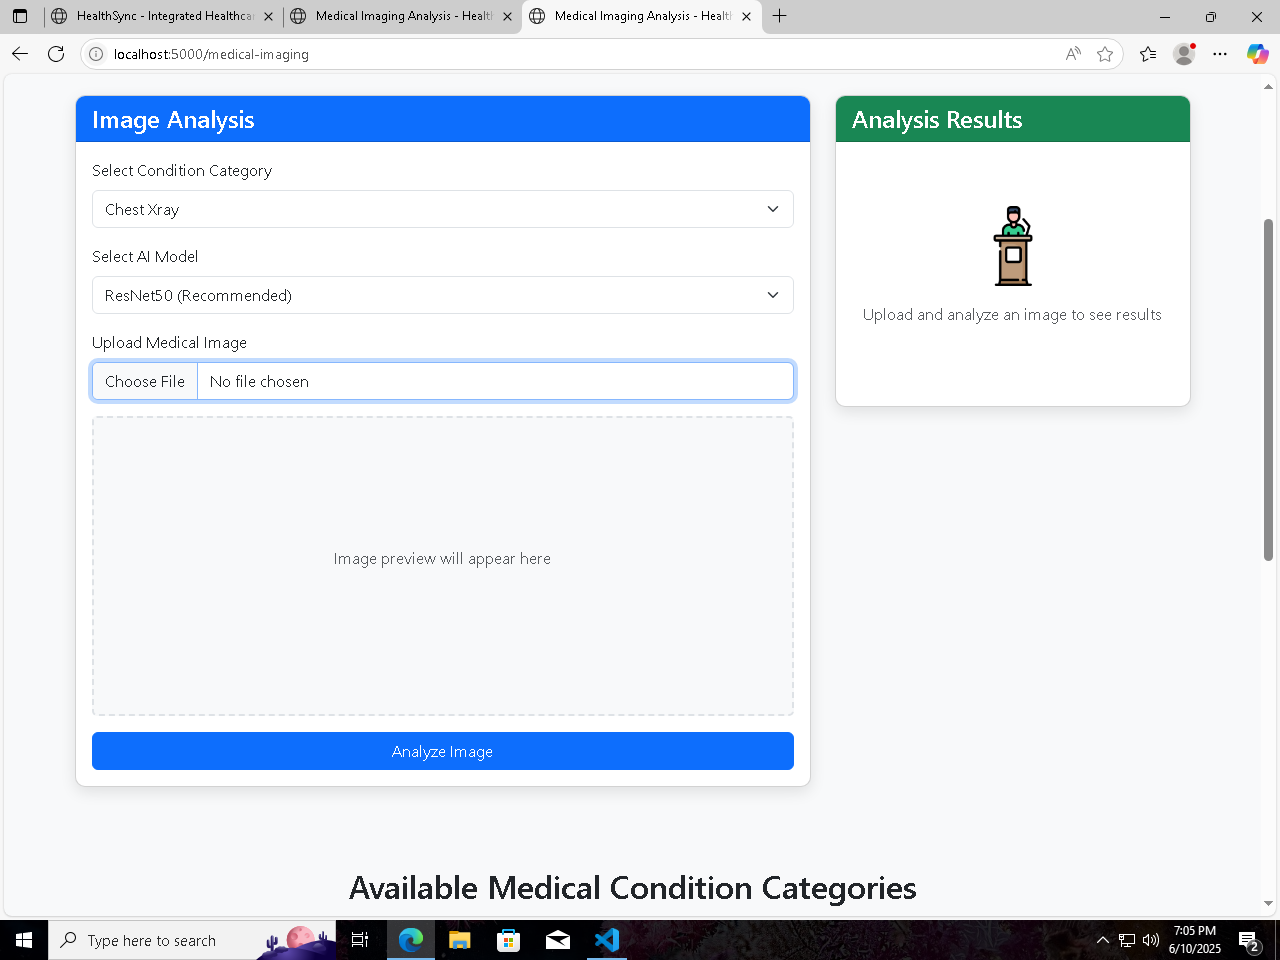 HealthSync - Integrated Healthcar
Medical Imaging Analysis - Healt
Medical Imaging Analysis - Healt
localhost:5000/medical-imaging
Image Analysis
Select Condition Category
Chest Xray
Select AI Model
ResNet50 (Recommended)
Upload Medical Image
Choose File
No file chosen
Image preview will appear here
Analyze Image
Analysis Results
Upload and analyze an image to see results
Available Medical Condition Categories
Type here to search
7:05 PM
6/10/2025
2